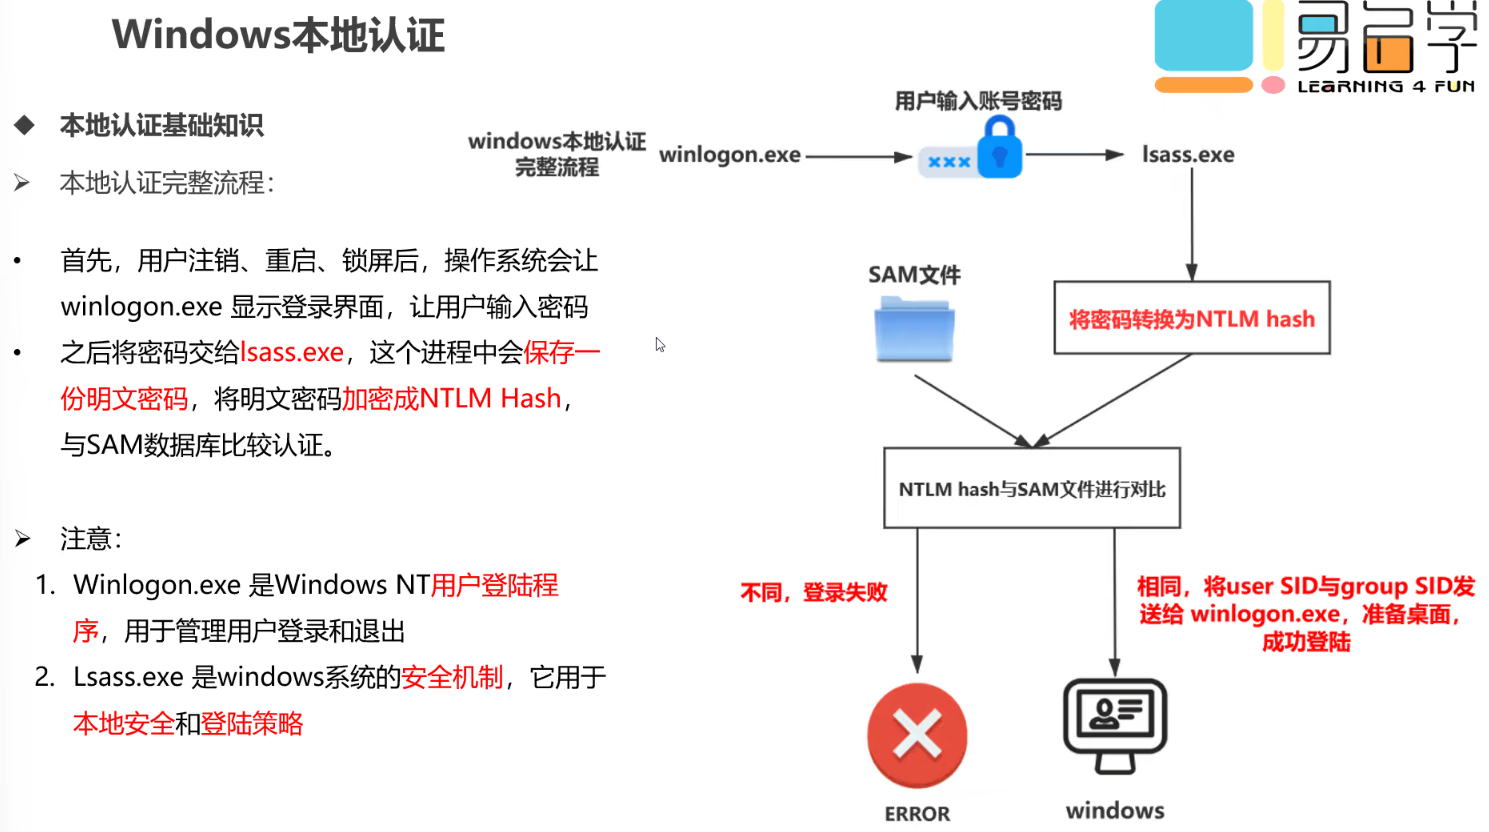 Windows本地认证
易百学
LEARNING 4 FUN
◆ 本地认证基础知识
➢ 本地认证完整流程：
• 首先，用户注销、重启、锁屏后，操作系统会让
winlogon.exe 显示登录界面，让用户输入密码
• 之后将密码交给lsass.exe，这个进程中会保存一
份明文密码，将明文密码加密成NTLM Hash，
与SAM数据库比较认证。
➢ 注意：
1. Winlogon.exe 是Windows NT用户登陆程
序，用于管理用户登录和退出
2. Lsass.exe 是windows系统的安全机制，它用于
本地安全和登陆策略
windows本地认证
完整流程
winlogon.exe
用户输入账号密码
×××
lsass.exe
SAM文件
将密码转换为NTLM hash
NTLM hash与SAM文件进行对比
不同，登录失败
相同，将user SID与group SID发
送给 winlogon.exe，准备桌面，
成功登陆
ERROR
windows